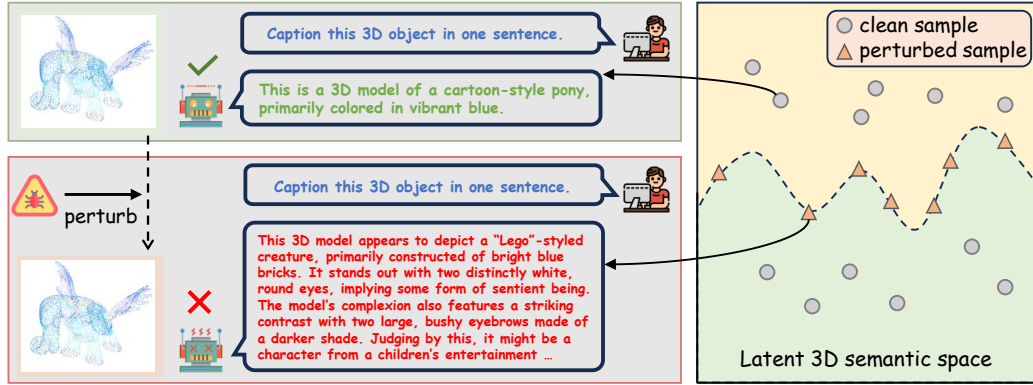 Caption this 3D object in one sentence.
This is a 3D model of a cartoon-style pony,
primarily colored in vibrant blue.
perturb
Caption this 3D object in one sentence.
This 3D model appears to depict a “Lego”-styled
creature, primarily constructed of bright blue
bricks. It stands out with two distinctly white,
round eyes, implying some form of sentient being.
The model’s complexion also features a striking
contrast with two large, bushy eyebrows made of
a darker shade. Judging by this, it might be a
character from a children’s entertainment …
clean sample
perturbed sample
Latent 3D semantic space